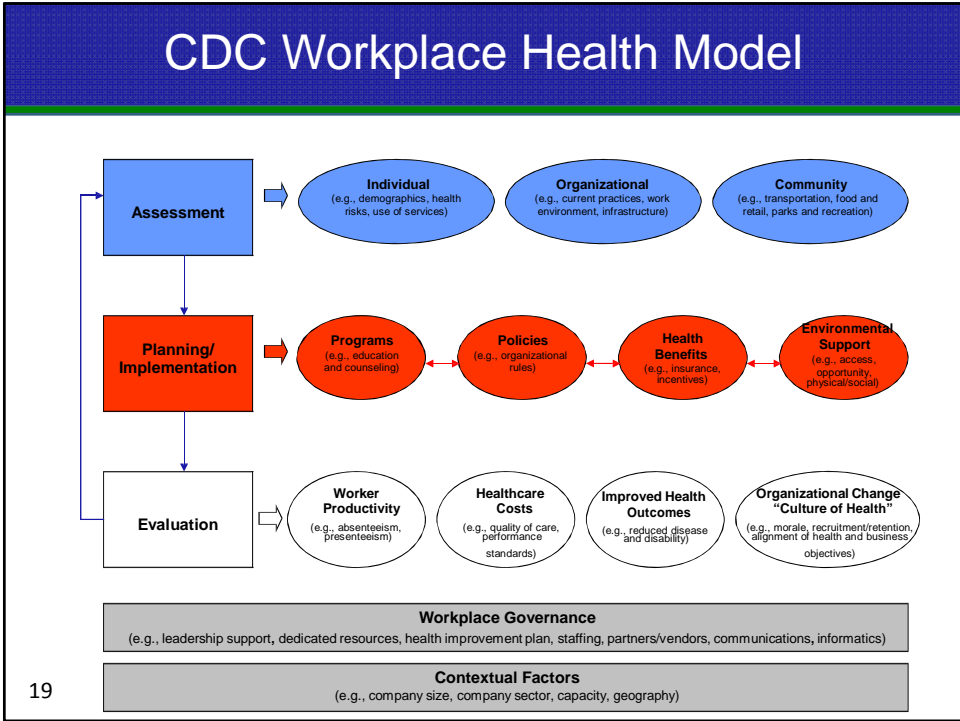 CDC Workplace Health Model
Assessment
Individual
(e.g., demographics, health
risks, use of services)
Organizational
(e.g., current practices, work
environment, infrastructure)
Community
(e.g., transportation, food and
retail, parks and recreation)
Planning/
Implementation
Programs
(e.g., education
and counseling)
Policies
(e.g., organizational
rules)
Health
Benefits
(e.g., insurance,
incentives)
Environmental
Support
(e.g., access,
opportunity,
physical/social)
Evaluation
Worker
Productivity
(e.g., absenteeism,
presenteeism)
Healthcare
Costs
(e.g., quality of care,
performance
standards)
Improved Health
Outcomes
(e.g., reduced disease
and disability)
Organizational Change
“Culture of Health”
(e.g., morale, recruitment/retention,
alignment of health and business
objectives)
Workplace Governance
(e.g., leadership support, dedicated resources, health improvement plan, staffing, partners/vendors, communications, informatics)
Contextual Factors
(e.g., company size, company sector, capacity, geography)
19